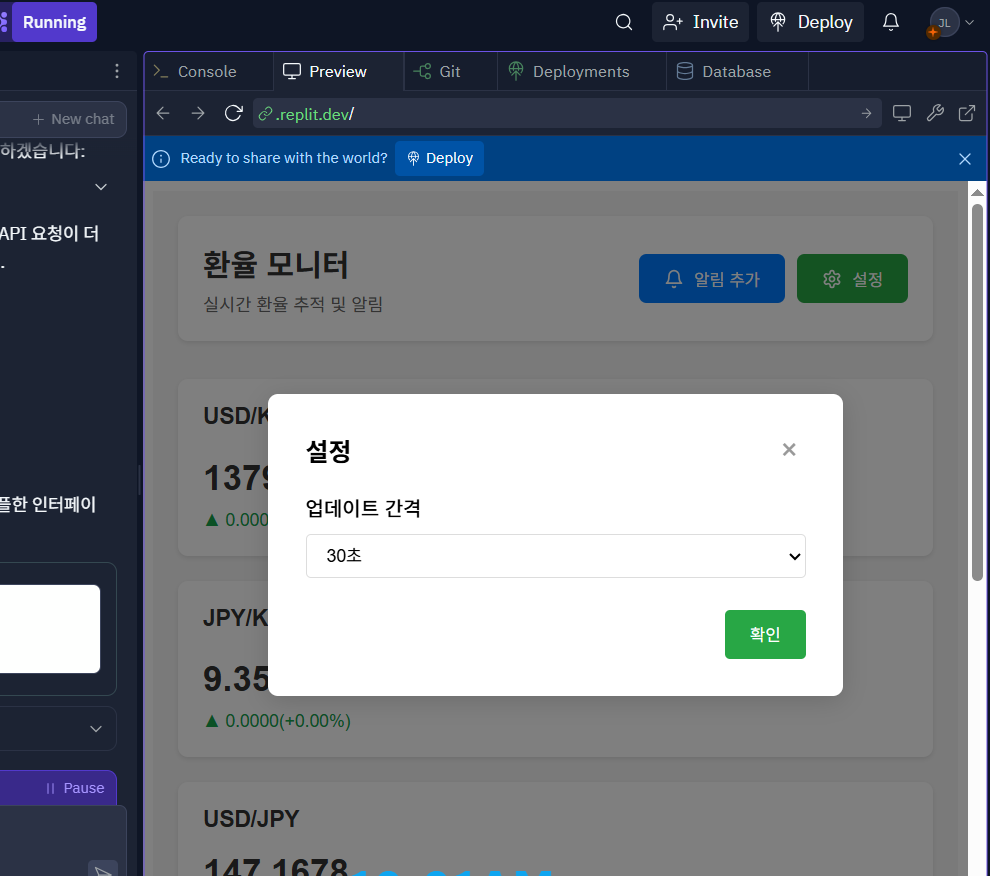 Running
Invite
Deploy
JL
Console
Preview
Git
Deployments
Database
New chat
.replit.dev/
하겠습니다:
Ready to share with the world?
Deploy
API 요청이 더
.
환율 모니터
실시간 환율 추적 및 알림
알림 추가
설정
USD/K
1379
▲ 0.000
설정
×
업데이트 간격
30초
확인
플한 인터페이
JPY/K
9.35
▲ 0.0000(+0.00%)
Pause
USD/JPY
147.1678